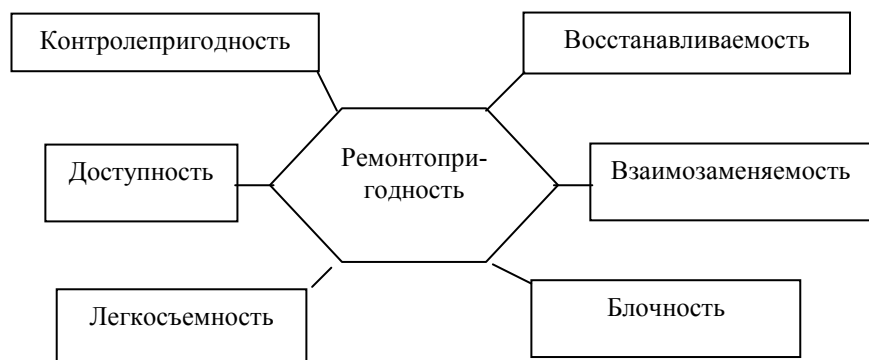 Контролепригодность
Восстанавливаемость
Ремонтопри-
годность
Доступность
Взаимозаменяемость
Легкосъемность
Блочность